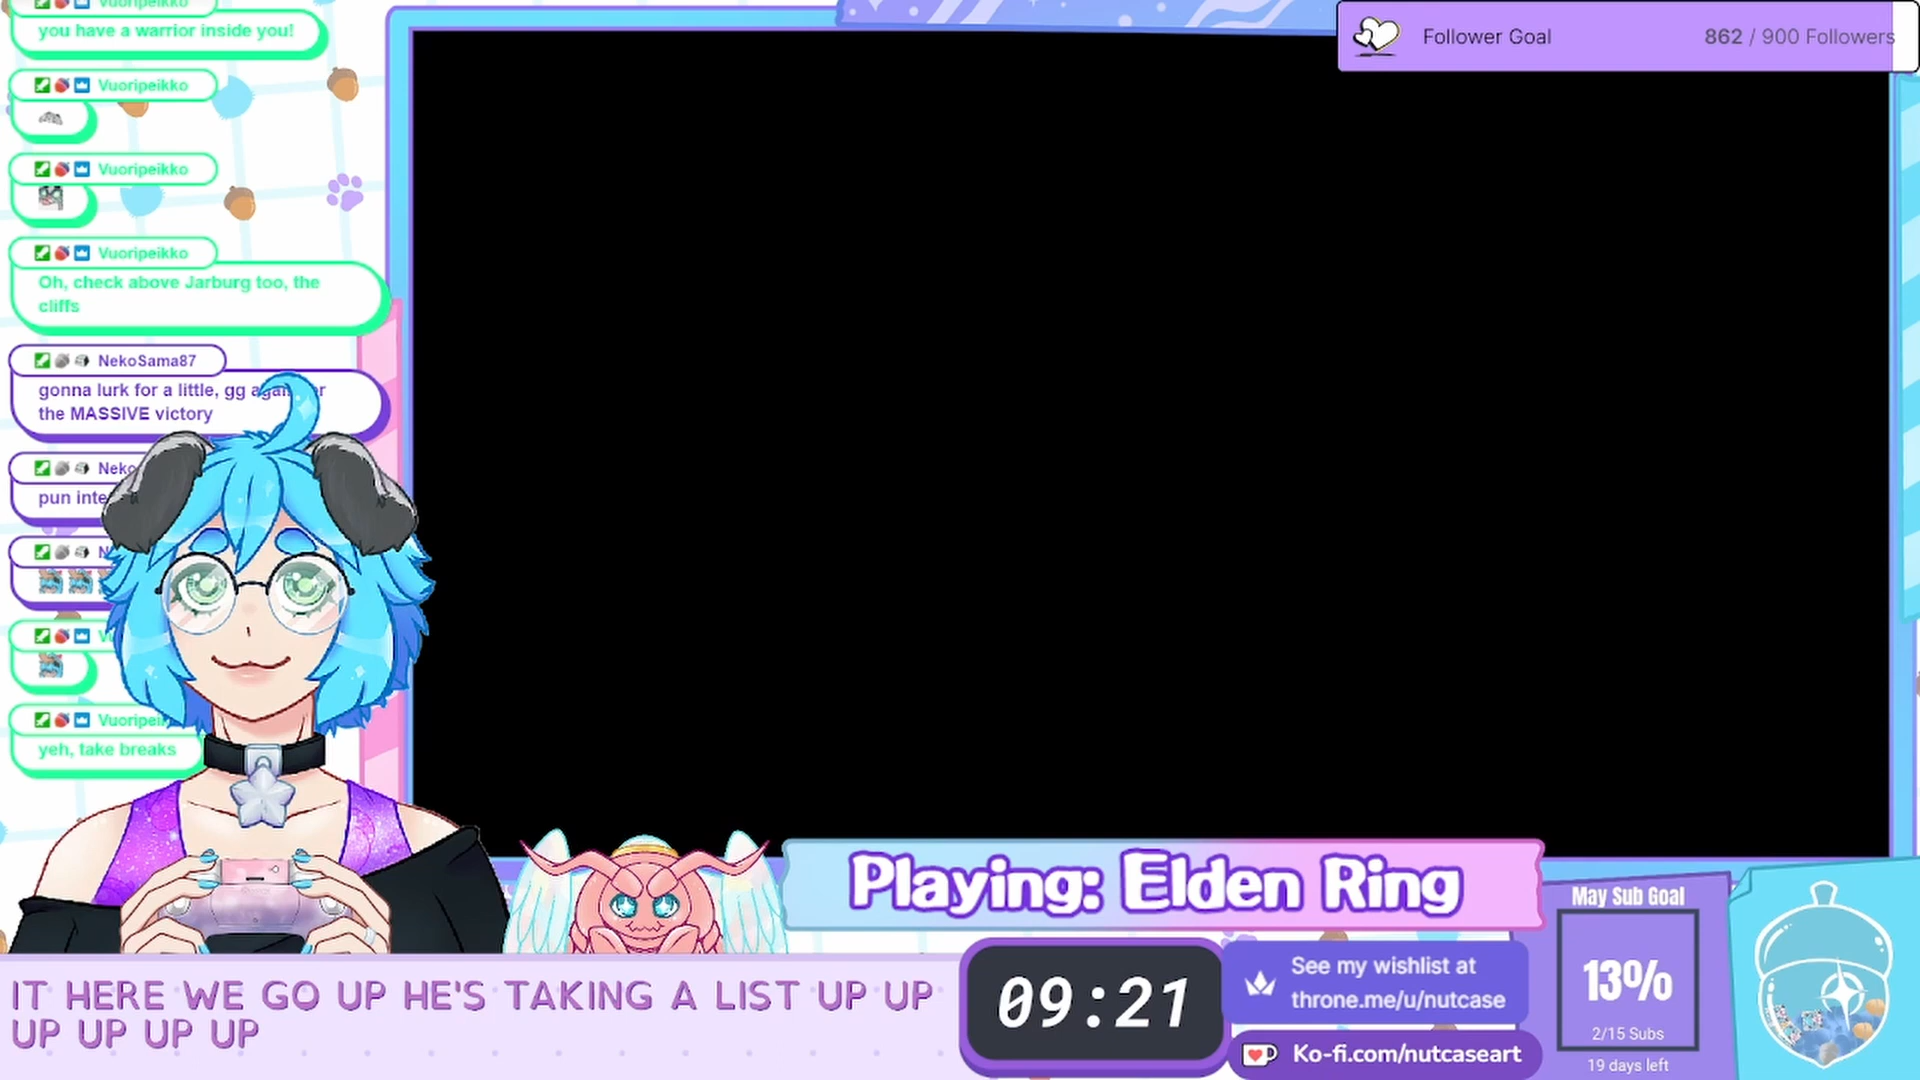 Vuoripeikko
you have a warrior inside you!
Vuoripeikko
Vuoripeikko
Vuoripeikko
Oh, check above Jarburg too, the
cliffs
NekoSama87
gonna lurk for a little, gg
the MASSIVE victory
pun
yeh, take breaks
Follower Goal
862 / 900 Followers
Playing: Elden Ring
IT HERE WE GO UP HE'S TAKING A LIST UP UP
UP UP UP UP
09:21
See my wishlist at
throne.me/u/nutcase
Ko-fi.com/nutcaseart
May Sub Goal
13%
2/15 Subs
19 days left